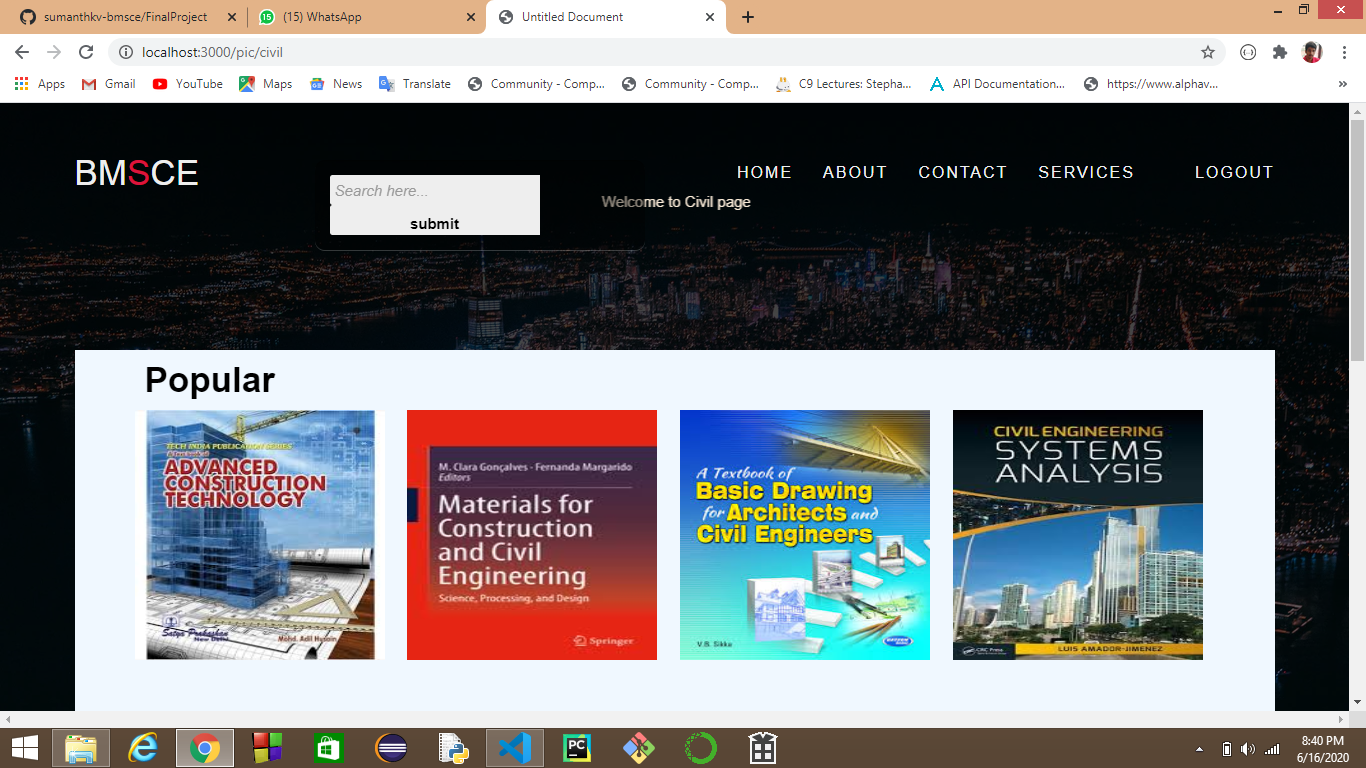 sumanthkv-bmsce/FinalProject
(15) WhatsApp
Untitled Document
localhost:3000/pic/civil
Apps
Gmail
YouTube
Maps
News
Translate
Community - Comp...
Community - Comp...
C9 Lectures: Stepha...
API Documentation...
https://www.alphav...
»
BMSCE
Search here...
submit
HOME
ABOUT
CONTACT
SERVICES
LOGOUT
Welcome to Civil page
Popular
TECH INDIA PUBLICATION SERIES
A Textbook of
ADVANCED
CONSTRUCTION
TECHNOLOGY
Satya Prakashan
New Delhi
Mohd. Adil Husain
M. Clara Gonçalves · Fernanda Margarido
Editors
Materials for
Construction
and Civil
Engineering
Science, Processing, and Design
Springer
A Textbook of
Basic Drawing
for Architects and
Civil Engineers
V.B. Sikka
CIVIL ENGINEERING
SYSTEMS
ANALYSIS
CRC Press
LUIS AMADOR-JIMENEZ
PC
8:40 PM
6/16/2020